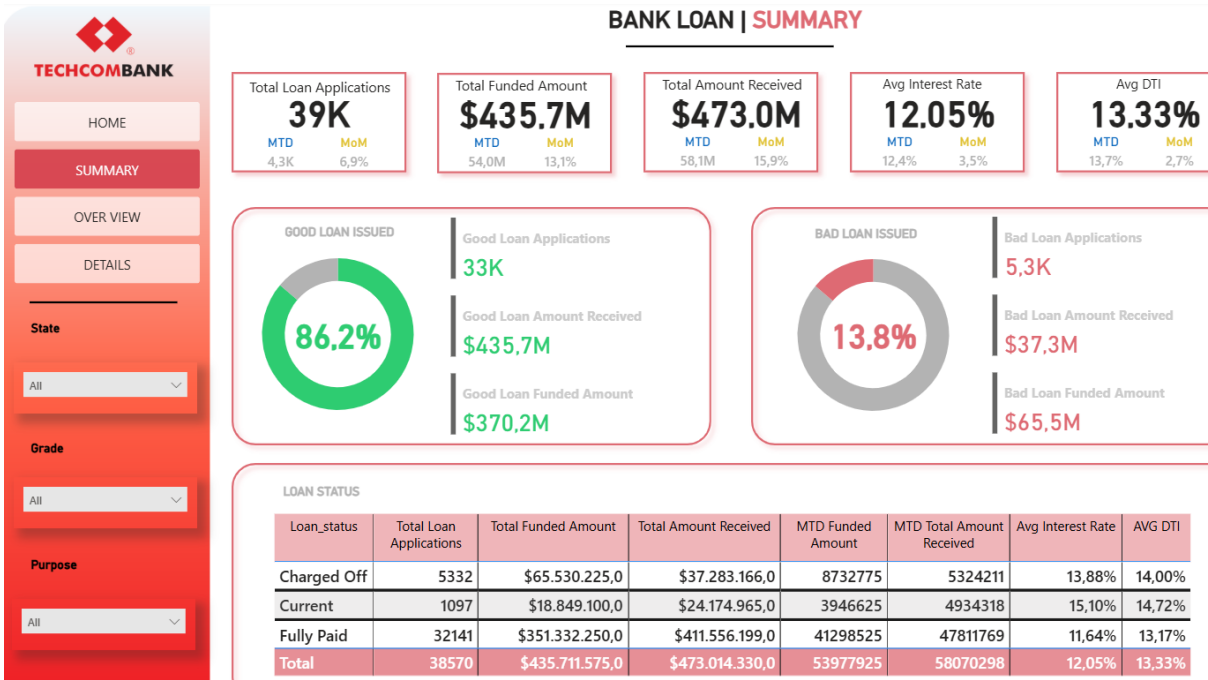 BANK LOAN | SUMMARY
®
TECHCOMBANK
HOME
SUMMARY
OVER VIEW
DETAILS
State
All
Grade
All
Purpose
All
Total Loan Applications
39K
MTD MoM
4,3K 6,9%
Total Funded Amount
$435,7M
MTD MoM
54,0M 13,1%
Total Amount Received
$473,0M
MTD MoM
58,1M 15,9%
Avg Interest Rate
12,05%
MTD MoM
12,4% 3,5%
Avg DTI
13,33%
MTD MoM
13,7% 2,7%
GOOD LOAN ISSUED
86,2%
Good Loan Applications
33K
Good Loan Amount Received
$435,7M
Good Loan Funded Amount
$370,2M
BAD LOAN ISSUED
13,8%
Bad Loan Applications
5,3K
Bad Loan Amount Received
$37,3M
Bad Loan Funded Amount
$65,5M
LOAN STATUS
Loan_status Total Loan Applications Total Funded Amount Total Amount Received MTD Funded Amount MTD Total Amount Received Avg Interest Rate AVG DTI
Charged Off 5332 $65.530.225,0 $37.283.166,0 8732775 5324211 13,88% 14,00%
Current 1097 $18.849.100,0 $24.174.965,0 3946625 4934318 15,10% 14,72%
Fully Paid 32141 $351.332.250,0 $411.556.199,0 41298525 47811769 11,64% 13,17%
Total 38570 $435.711.575,0 $473.014.330,0 53977925 58070298 12,05% 13,33%